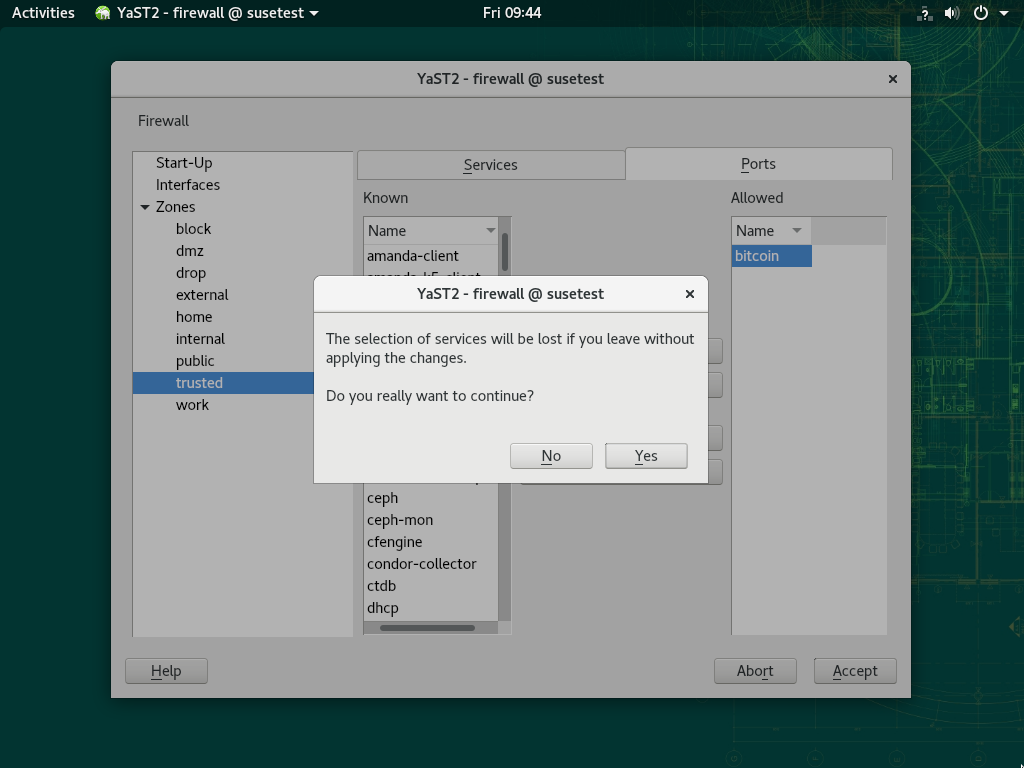 Activities
YaST2 - firewall @ susetest
Fri 09:44
?
YaST2 - firewall @ susetest
Firewall
Start-Up
Interfaces
Zones
block
dmz
drop
external
home
internal
public
trusted
work
Services
Ports
Known
Name
amanda-client
Allowed
Name
bitcoin
YaST2 - firewall @ susetest
The selection of services will be lost if you leave without
applying the changes.
Do you really want to continue?
No
Yes
ceph
ceph-mon
cfengine
condor-collector
ctdb
dhcp
Help
Abort
Accept